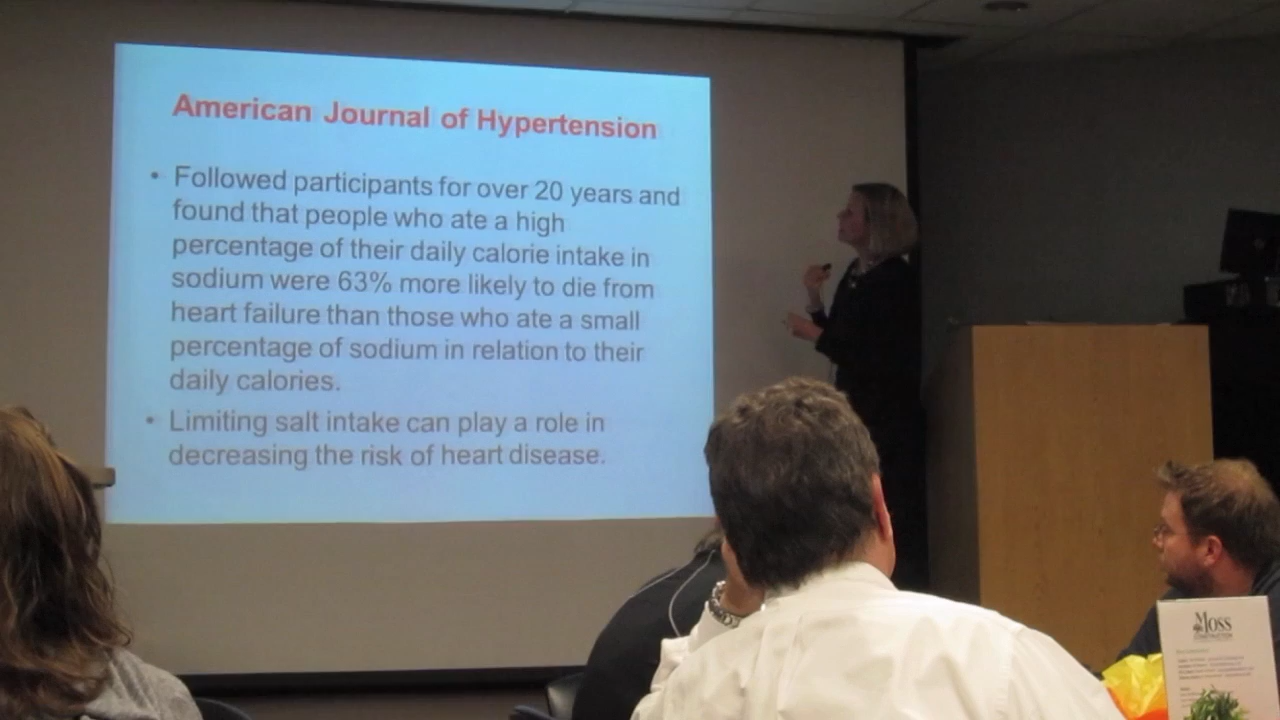 American Journal of Hypertension
• Followed participants for over 20 years and
found that people who ate a high
percentage of their daily calorie intake in
sodium were 63% more likely to die from
heart failure than those who ate a small
percentage of sodium in relation to their
daily calories.
• Limiting salt intake can play a role in
decreasing the risk of heart disease.
Moss
CONSTRUCTION